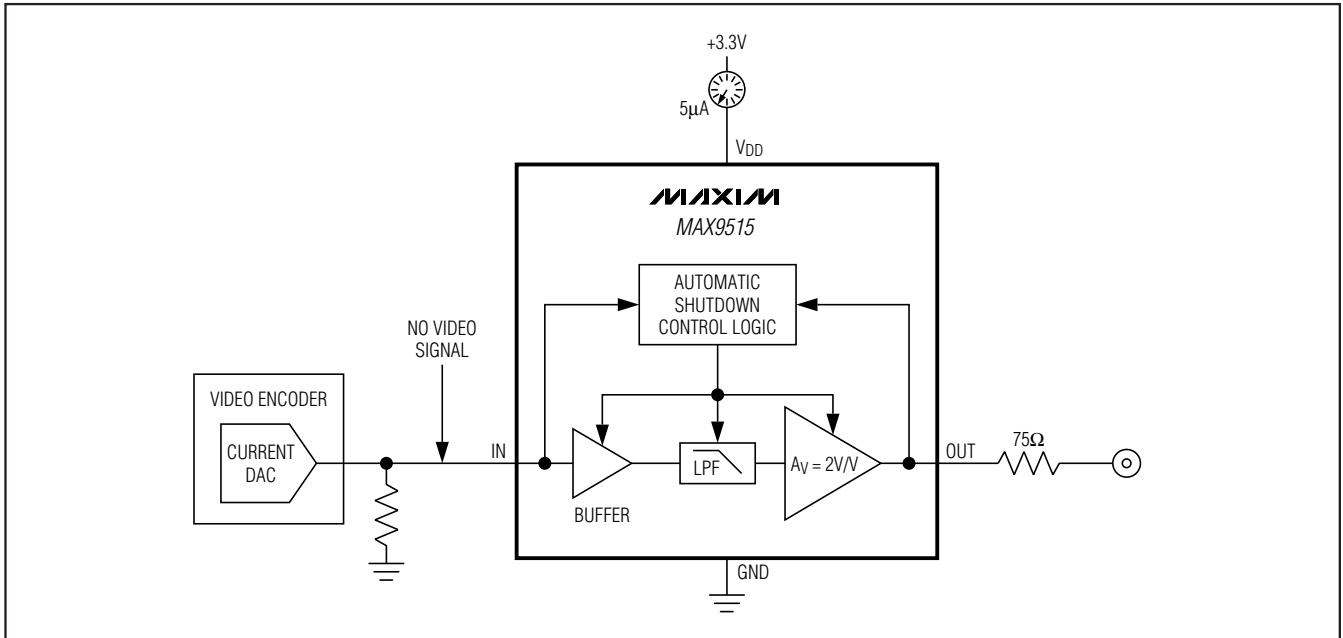 +3.3V
5μA
VDD
MAXIM
MAX9515
AUTOMATIC
SHUTDOWN
CONTROL LOGIC
NO VIDEO
SIGNAL
VIDEO ENCODER
CURRENT
DAC
IN
BUFFER
LPF
AV = 2V/V
OUT
75Ω
GND